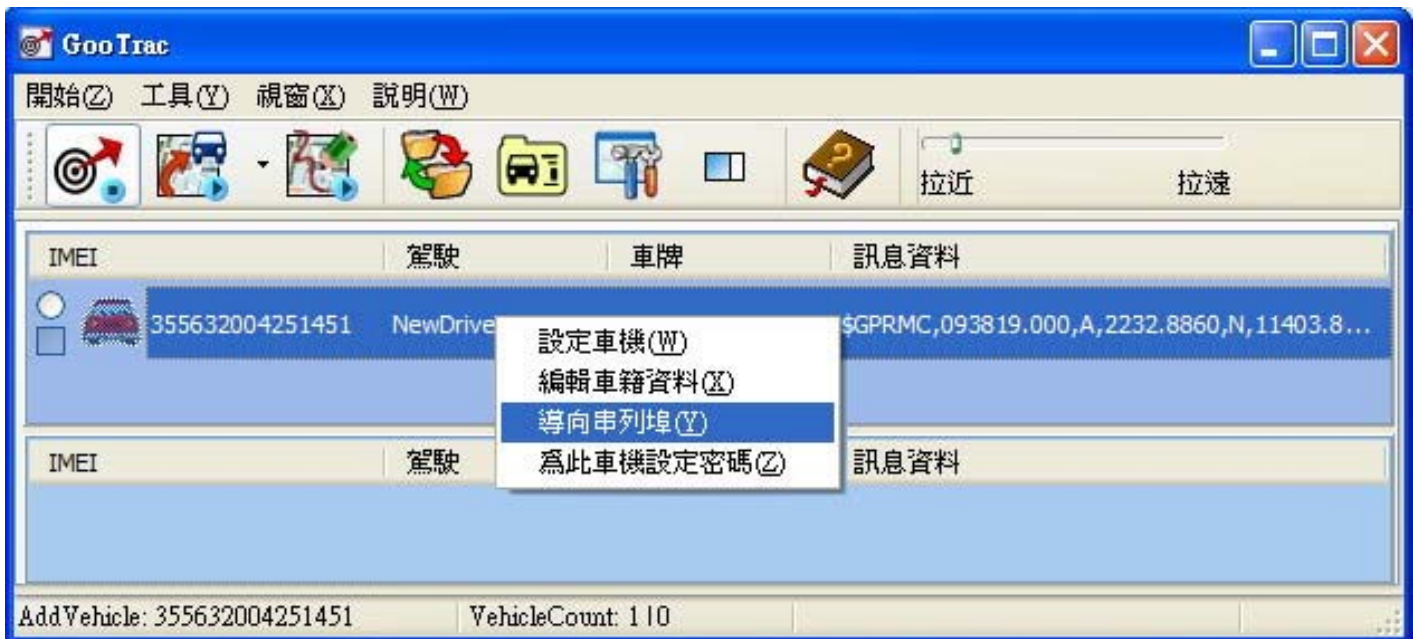 GooTrac
開始(Z) 工具(Y) 視窗(X) 說明(W)
拉近 拉遠
IMEI 駕駛 車牌 訊息資料
355632004251451 NewDrive $GPRMC,093819.000,A,2232.8860,N,11403.8...
設定車機(W)
編輯車籍資料(X)
導向串列埠(Y)
為此車機設定密碼(Z)
IMEI 駕駛 訊息資料
AddVehicle: 355632004251451 VehicleCount: 1|0